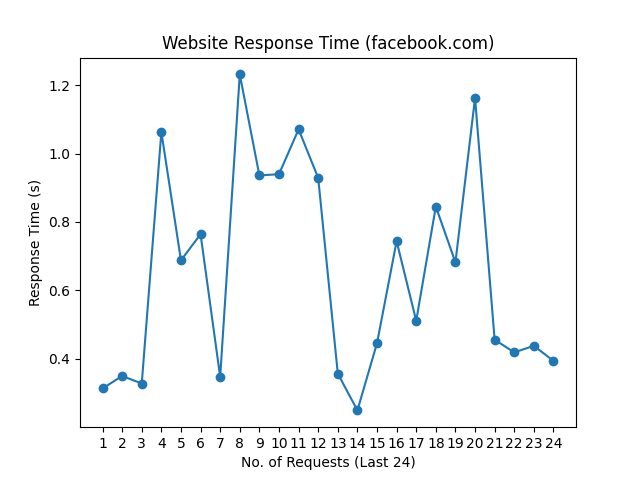 Website Response Time (facebook.com)
1.2
1.0
0.8
0.6
0.4
Response Time (s)
1 2 3 4 5 6 7 8 9 10 11 12 13 14 15 16 17 18 19 20 21 22 23 24
No. of Requests (Last 24)